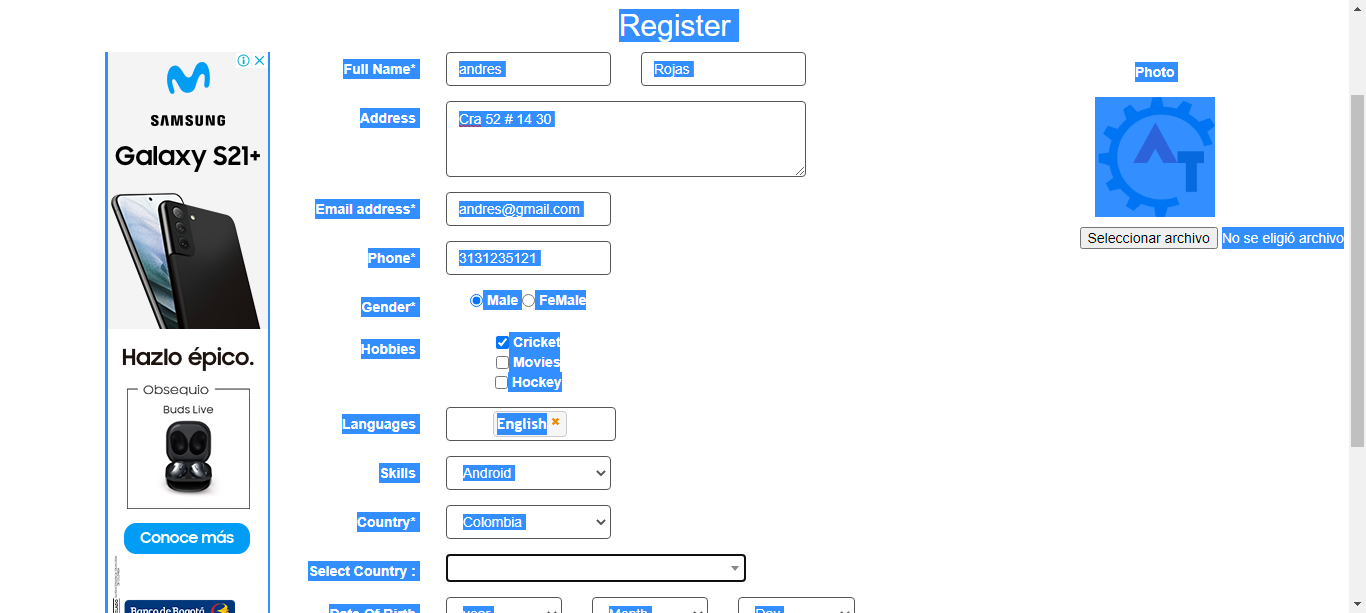 Register
Full Name* andres Rojas
Address Cra 52 # 14 30
Email address* andres@gmail.com
Phone* 3131235121
Gender* Male FeMale
Hobbies Cricket
Movies
Hockey
Languages English
Skills Android
Country* Colombia
Select Country :
Date Of Birth year Month Day
Photo
AT
Seleccionar archivo No se eligió archivo
SAMSUNG
Galaxy S21+
Hazlo épico.
Obsequio
Buds Live
Conoce más
Banco de Bogotá